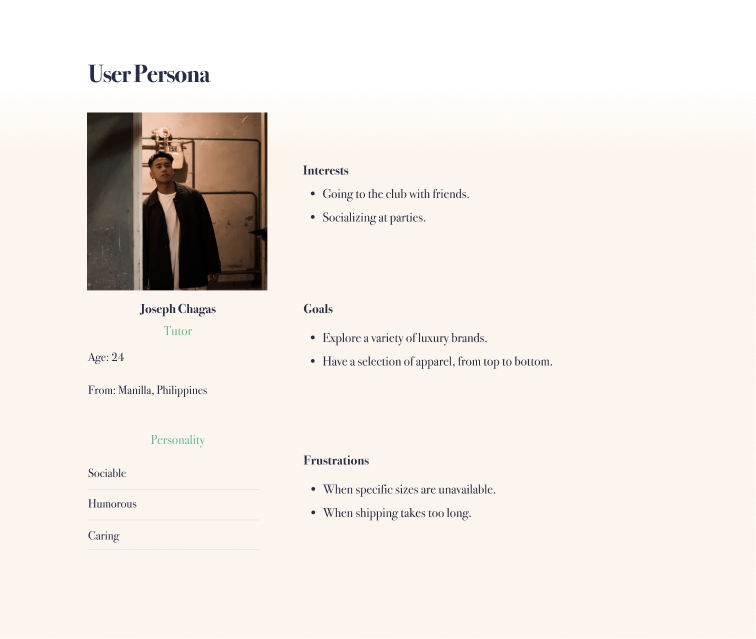 User Persona
Joseph Chagas
Tutor
Age: 24
From: Manilla, Philippines
Personality
Sociable
Humorous
Caring
Interests
• Going to the club with friends.
• Socializing at parties.
Goals
• Explore a variety of luxury brands.
• Have a selection of apparel, from top to bottom.
Frustrations
• When specific sizes are unavailable.
• When shipping takes too long.